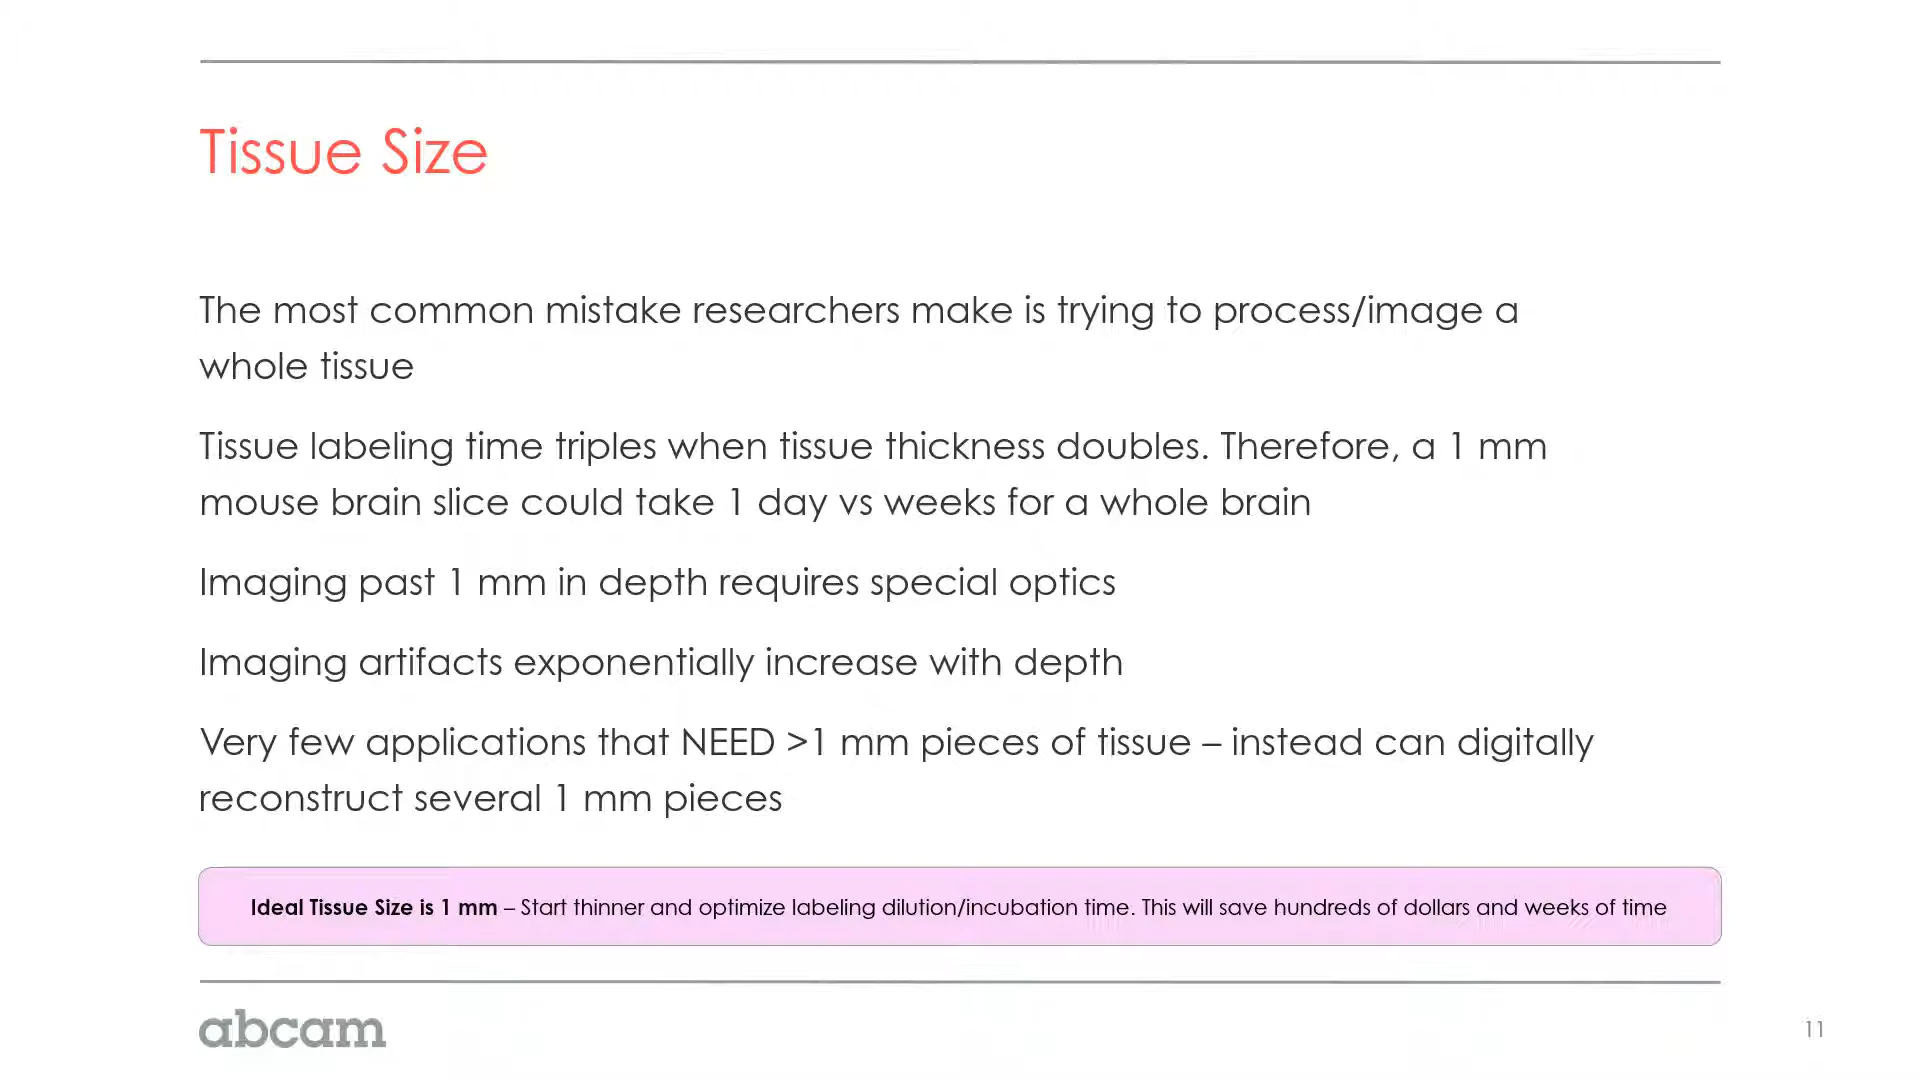 Tissue Size
The most common mistake researchers make is trying to process/image a
whole tissue
Tissue labeling time triples when tissue thickness doubles. Therefore, a 1 mm
mouse brain slice could take 1 day vs weeks for a whole brain
Imaging past 1 mm in depth requires special optics
Imaging artifacts exponentially increase with depth
Very few applications that NEED >1 mm pieces of tissue – instead can digitally
reconstruct several 1 mm pieces
Ideal Tissue Size is 1 mm – Start thinner and optimize labeling dilution/incubation time. This will save hundreds of dollars and weeks of time
abcam
11